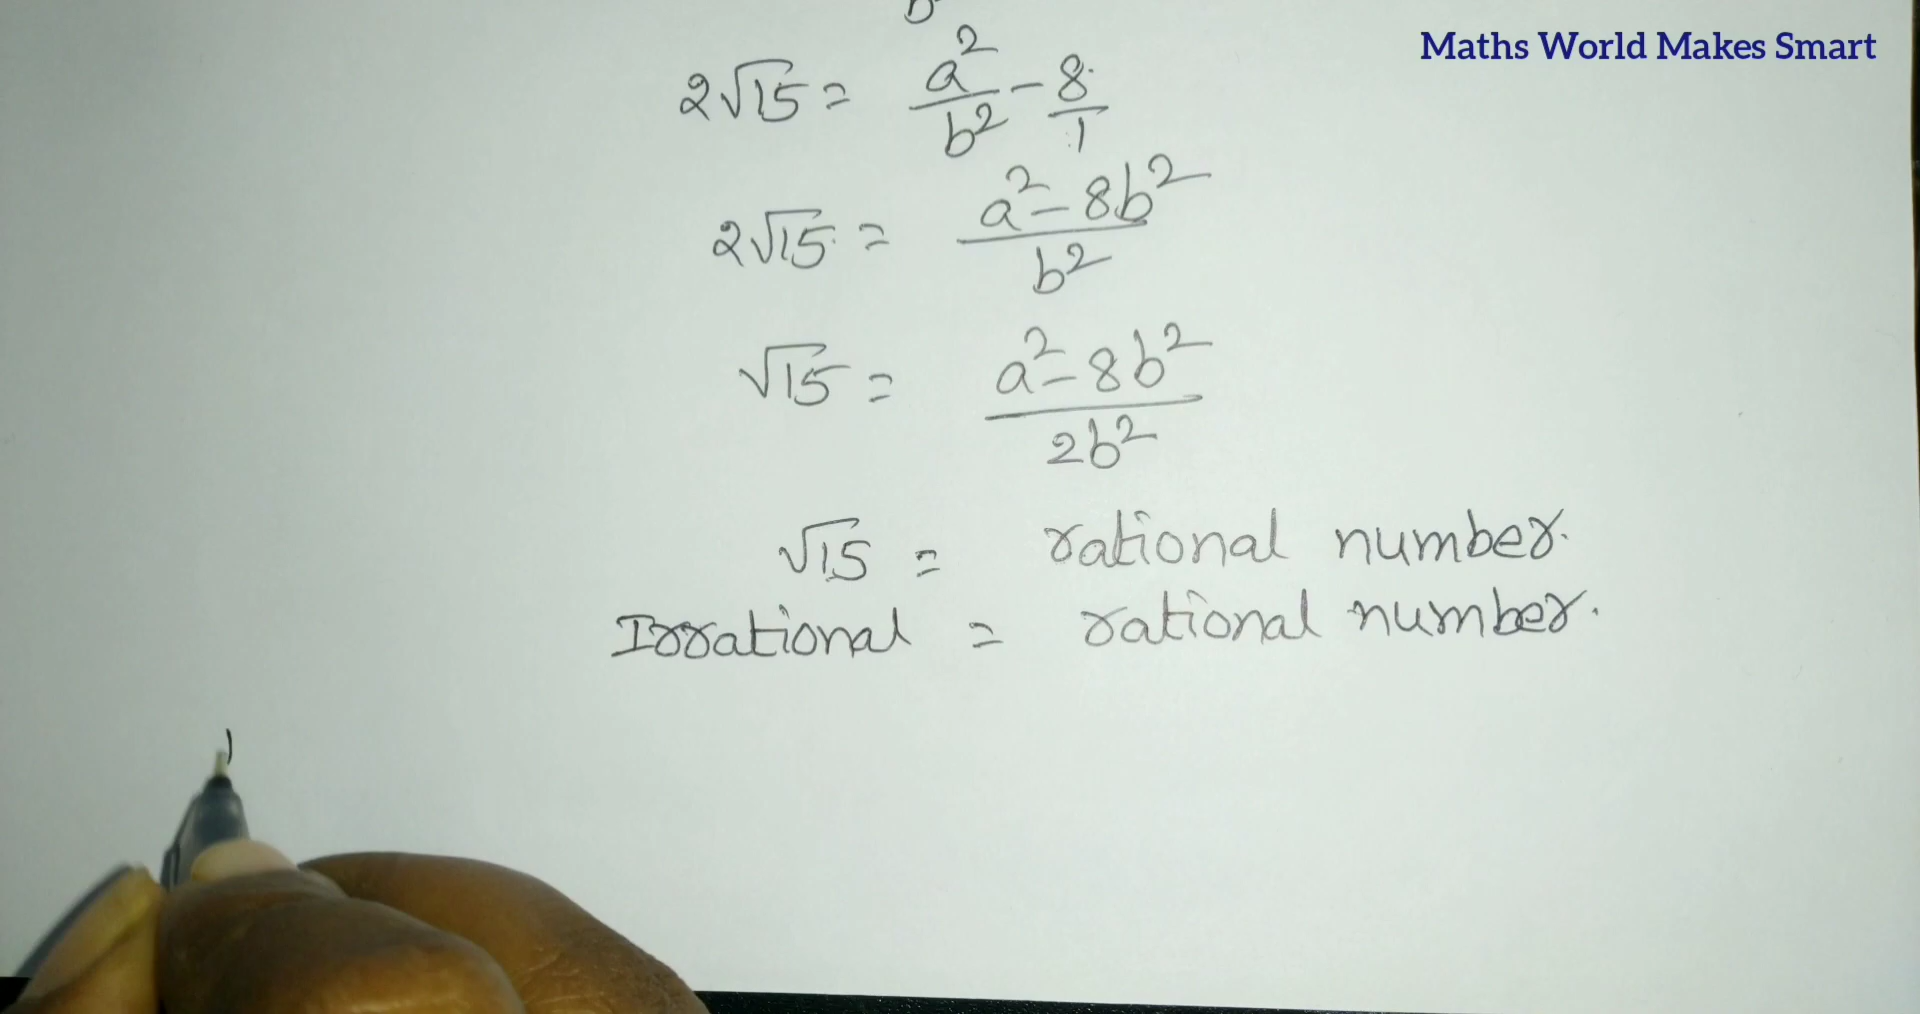 Maths World Makes Smart
b
2√15 = a²/b² - 8/1
2√15 = a² - 8b²/b²
√15 = a² - 8b²/2b²
√15 = rational number.
Irrational = rational number.